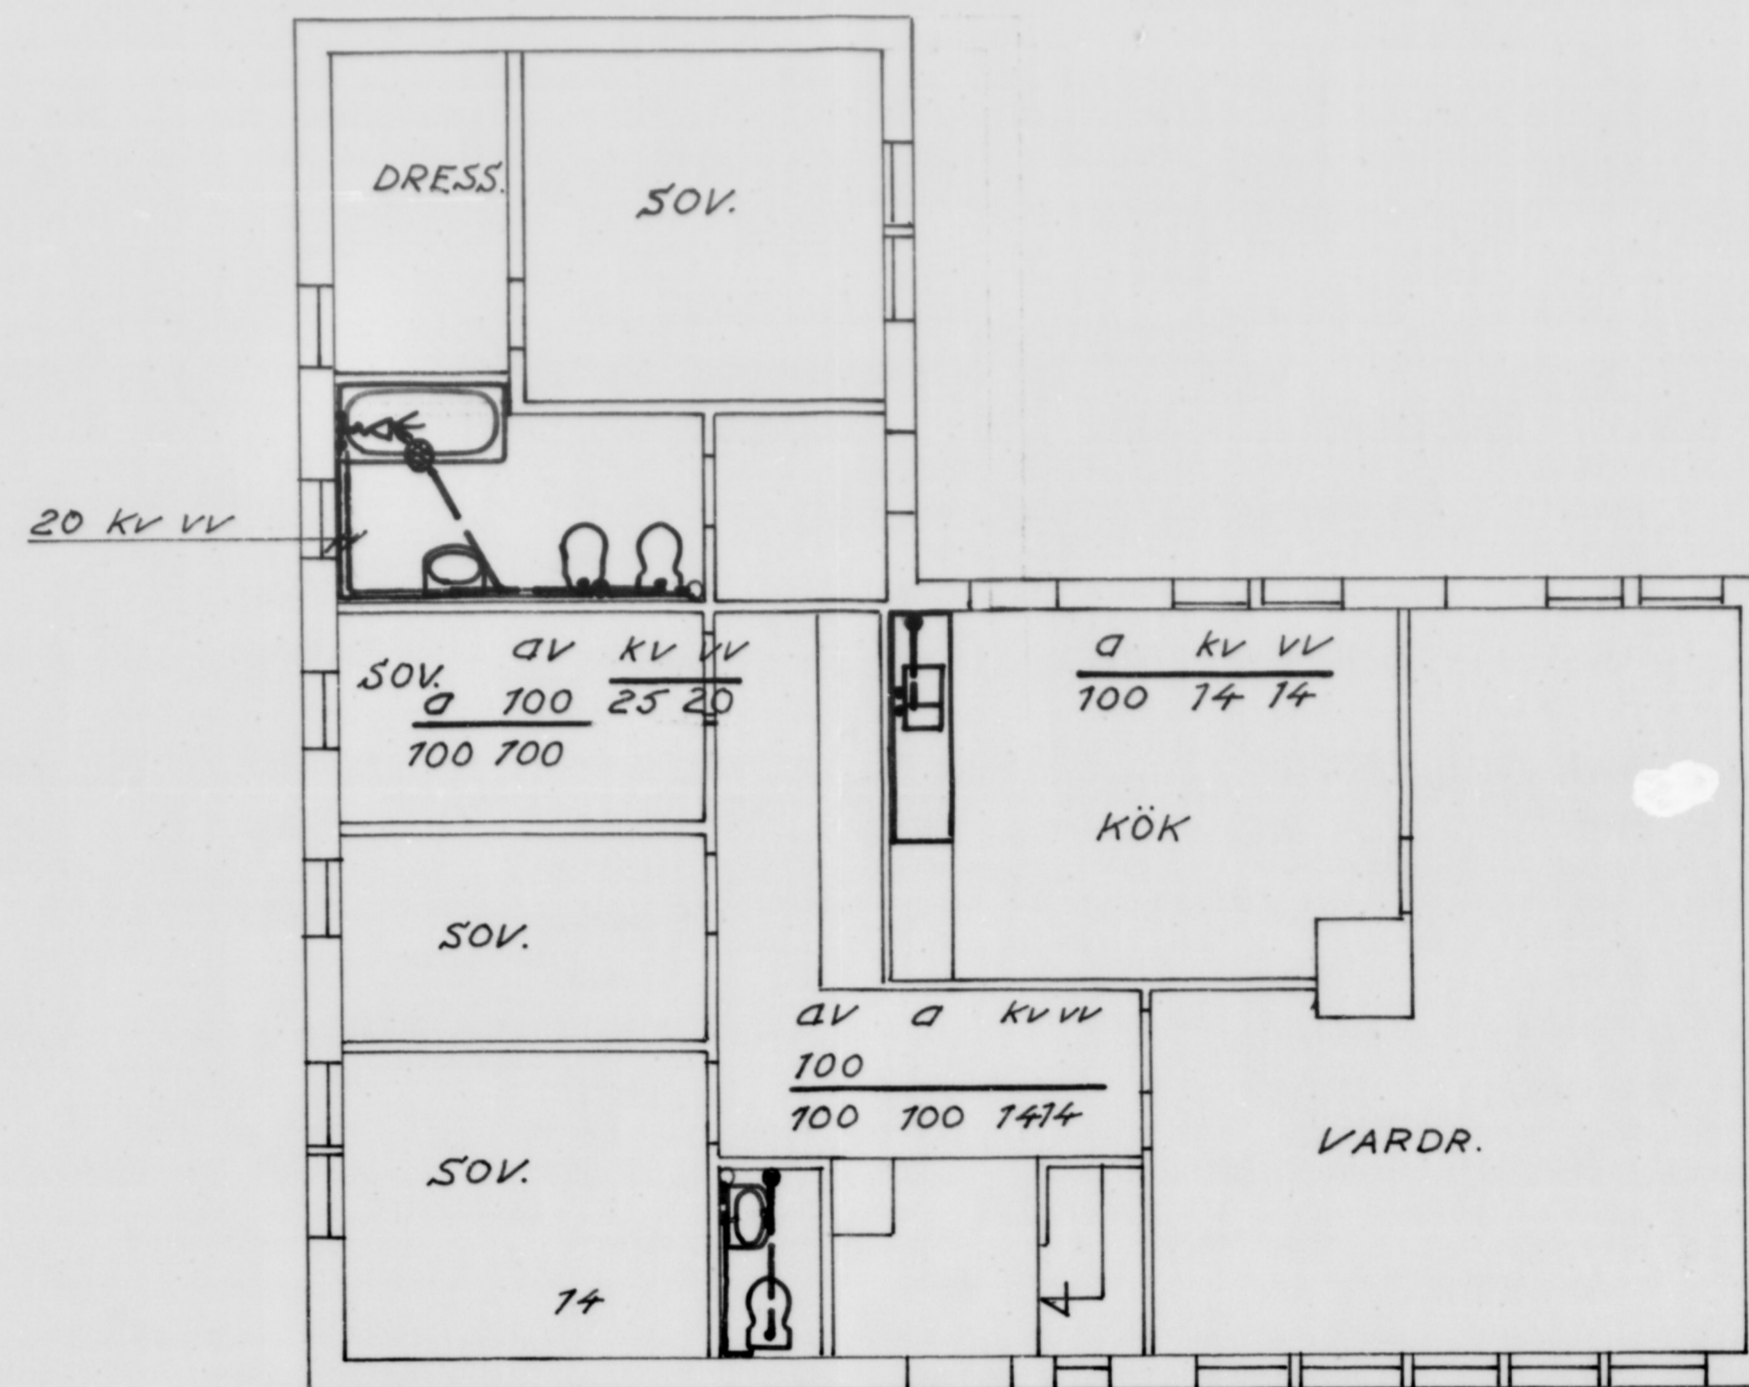 DRESS.
SOV.
20 kv vv
SOV.
av kv vv
a 100 25 20
100 100
a kv vv
100 14 14
KÖK
SOV.
av a kv vv
100
100 100 1414
VARDR.
SOV.
14